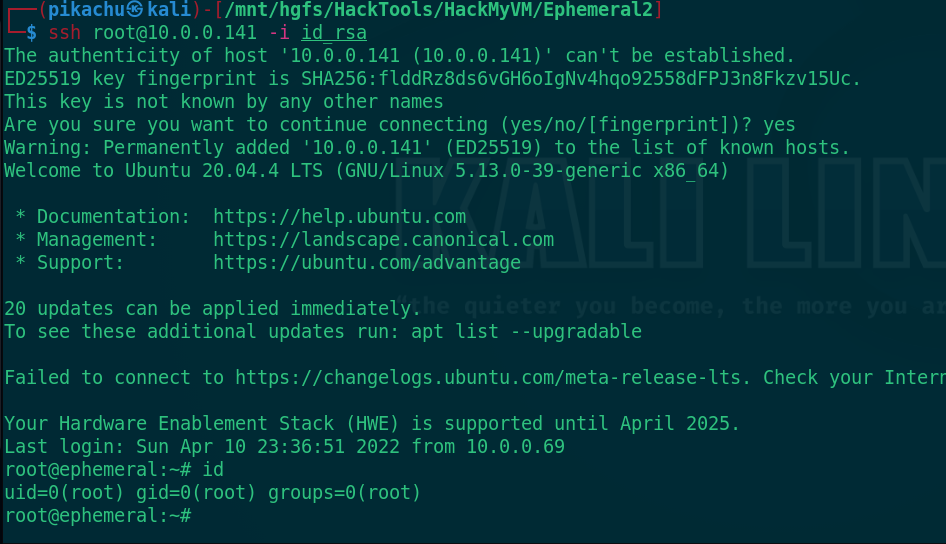 ┌──(pikachu㉿kali)-[/mnt/hgfs/HackTools/HackMyVM/Ephemeral2]
└─$ ssh root@10.0.0.141 -i id_rsa
The authenticity of host '10.0.0.141 (10.0.0.141)' can't be established.
ED25519 key fingerprint is SHA256:flddRz8ds6vGH6oIgNv4hqo92558dFPJ3n8Fkzv15Uc.
This key is not known by any other names
Are you sure you want to continue connecting (yes/no/[fingerprint])? yes
Warning: Permanently added '10.0.0.141' (ED25519) to the list of known hosts.
Welcome to Ubuntu 20.04.4 LTS (GNU/Linux 5.13.0-39-generic x86_64)
KALI LIN
 * Documentation:  https://help.ubuntu.com
 * Management:     https://landscape.canonical.com
 * Support:        https://ubuntu.com/advantage
"the quieter you become, the more you ar
20 updates can be applied immediately.
To see these additional updates run: apt list --upgradable
Failed to connect to https://changelogs.ubuntu.com/meta-release-lts. Check your Intern
Your Hardware Enablement Stack (HWE) is supported until April 2025.
Last login: Sun Apr 10 23:36:51 2022 from 10.0.0.69
root@ephemeral:~# id
uid=0(root) gid=0(root) groups=0(root)
root@ephemeral:~#